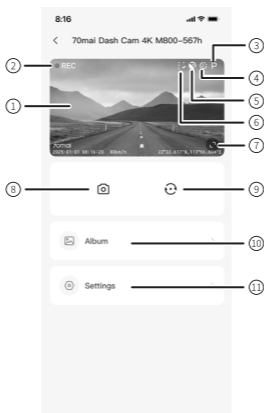 8:16
70mai Dash Cam 4K M800-567h
③
② REC P
④
①
⑤
⑥
70mai
⑦
⑧ ⑨
Album ⑩
Settings ⑪